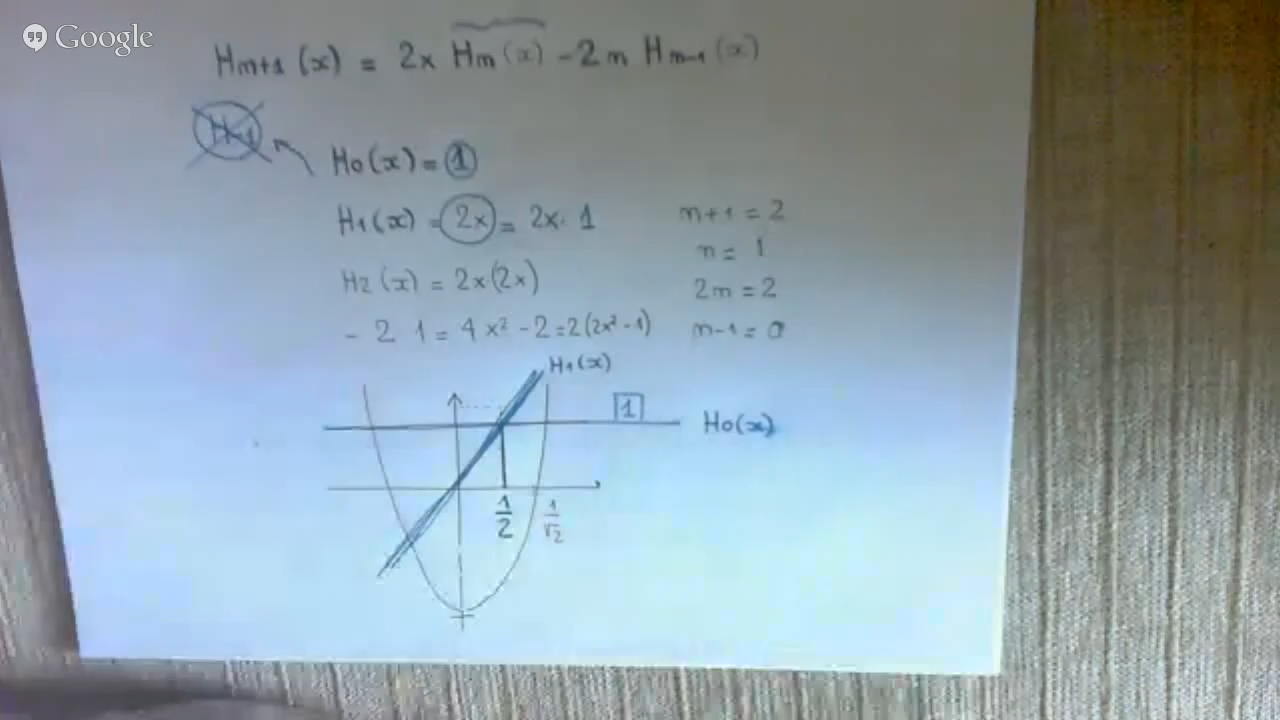 Google
Hm+1 (x) = 2x Hm(x) - 2m Hm-1 (x)
H-1
H0(x) = 1
H1(x) = 2x = 2x. 1
m+1 = 2
H2(x) = 2x(2x)
n = 1
2m = 2
- 2 1 = 4x² - 2 = 2(2x² - 1)
n-1 = 0
H1(x)
1
H0(x)
1/2
1/√2